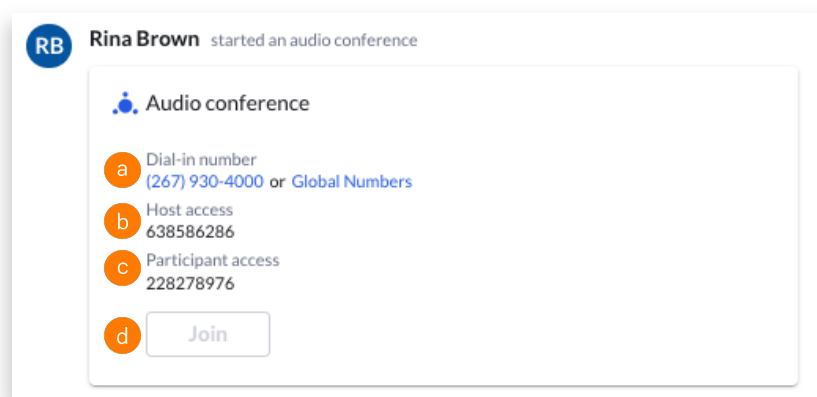 RB Rina Brown started an audio conference
Audio conference
Dial-in number
a (267) 930-4000 or Global Numbers
Host access
b 638586286
Participant access
c 228278976
d Join